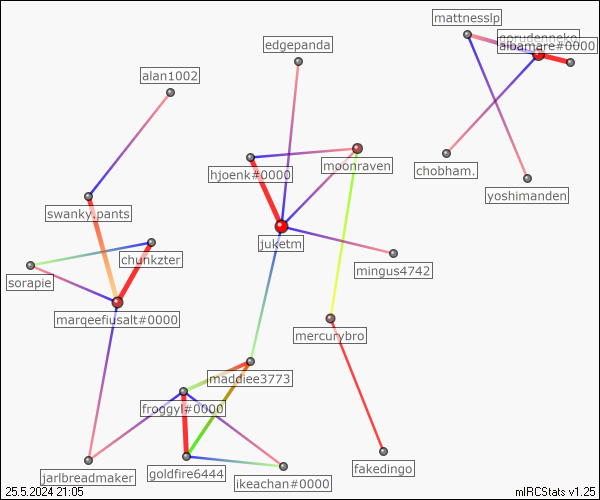 mattnesslp
gorudenneko
albamare#0000
edgepanda
alan1002
chobham.
moonraven
hjoenk#0000
yoshimanden
swanky.pants
juketm
chunkzter
mingus4742
sorapie
marqeefiusalt#0000
mercurybro
maddiee3773
froggyl#0000
fakedingo
goldfire6444
jarlbreadmaker
ikeachan#0000
25.5.2024 21:05
mIRCStats v1.25